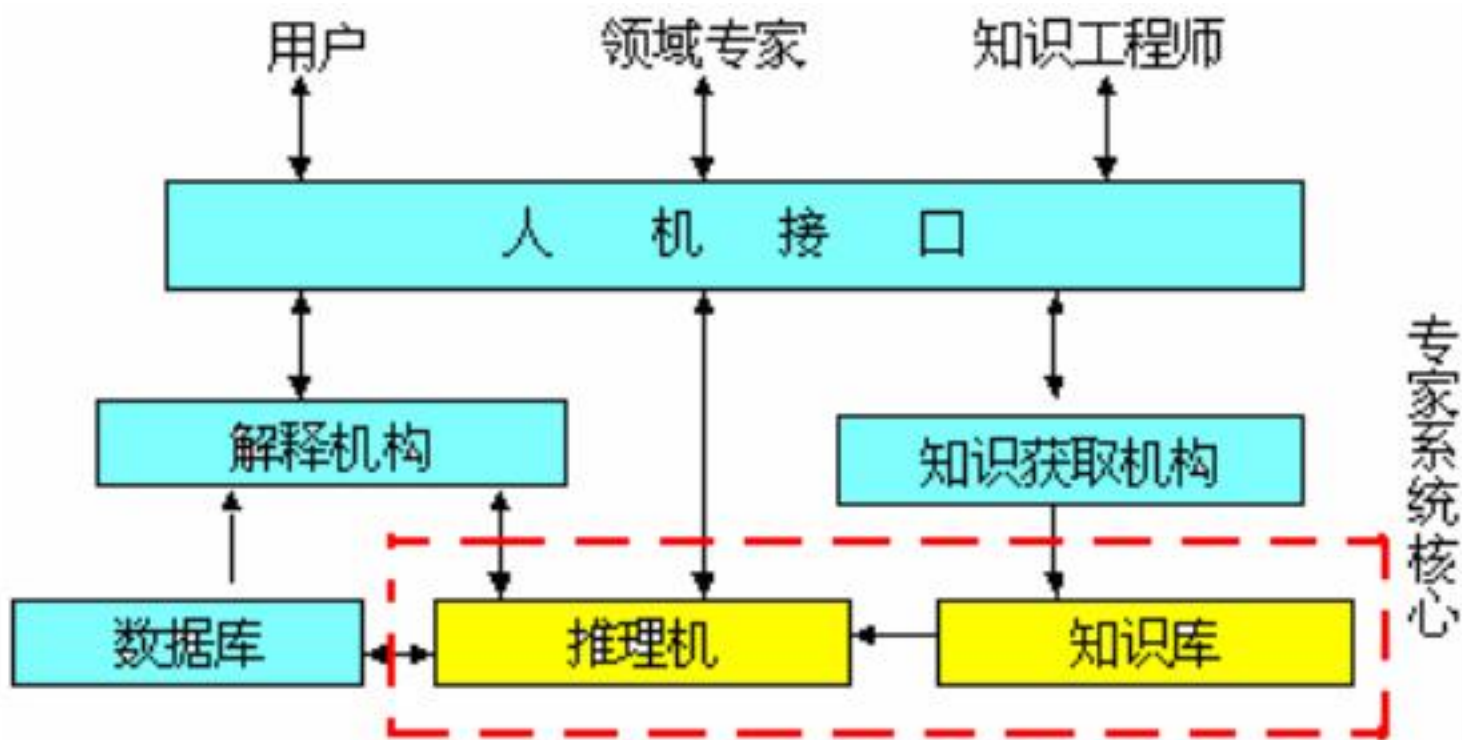 用户 领域专家 知识工程师
人机接口
解释机构
知识获取机构
数据库
推理机
知识库
专家系统核心